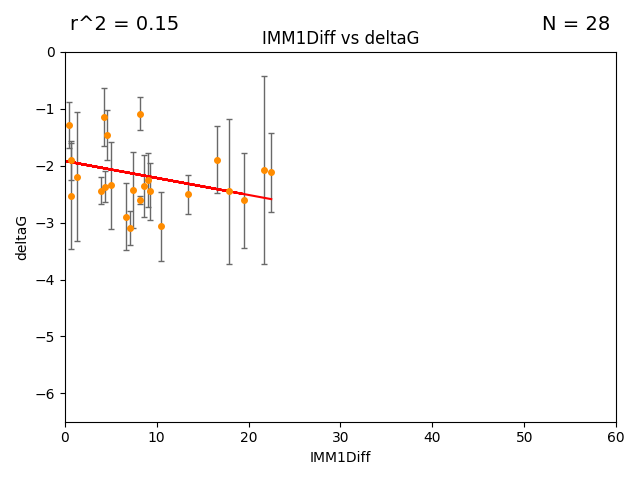 r^2 = 0.15
N = 28
IMM1Diff vs deltaG
0
−1
−2
−3
−4
−5
−6
deltaG
0 10 20 30 40 50 60
IMM1Diff